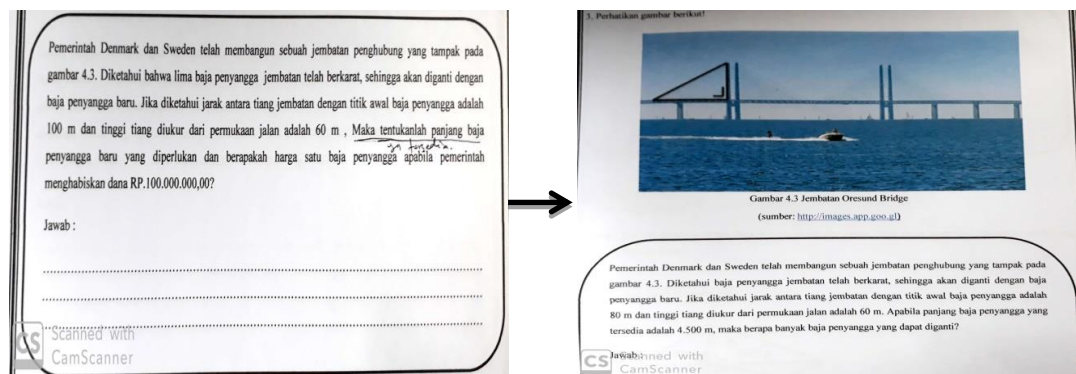 Pemerintah Denmark dan Sweden telah membangun sebuah jembatan penghubung yang tampak pada
gambar 4.3. Diketahui bahwa lima baja penyangga jembatan telah berkarat, sehingga akan diganti dengan
baja penyangga baru. Jika diketahui jarak antara tiang jembatan dengan titik awal baja penyangga adalah
100 m dan tinggi tiang diukur dari permukaan jalan adalah 60 m , Maka tentukanlah panjang baja
yg tersedia.
penyangga baru yang diperlukan dan berapakah harga satu baja penyangga apabila pemerintah
menghabiskan dana RP.100.000.000,00?
Jawab :
CS Scanned with
CamScanner
3. Perhatikan gambar berikut!
Gambar 4.3 Jembatan Oresund Bridge
(sumber: http://images.app.goo.gl)
Pemerintah Denmark dan Sweden telah membangun sebuah jembatan penghubung yang tampak pada
gambar 4.3. Diketahui baja penyangga jembatan telah berkarat, sehingga akan diganti dengan baja
penyangga baru. Jika diketahui jarak antara tiang jembatan dengan titik awal baja penyangga adalah
80 m dan tinggi tiang diukur dari permukaan jalan adalah 60 m. Apabila panjang baja penyangga yang
tersedia adalah 4.500 m, maka berapa banyak baja penyangga yang dapat diganti?
Jawab :
CS Scanned with
CamScanner